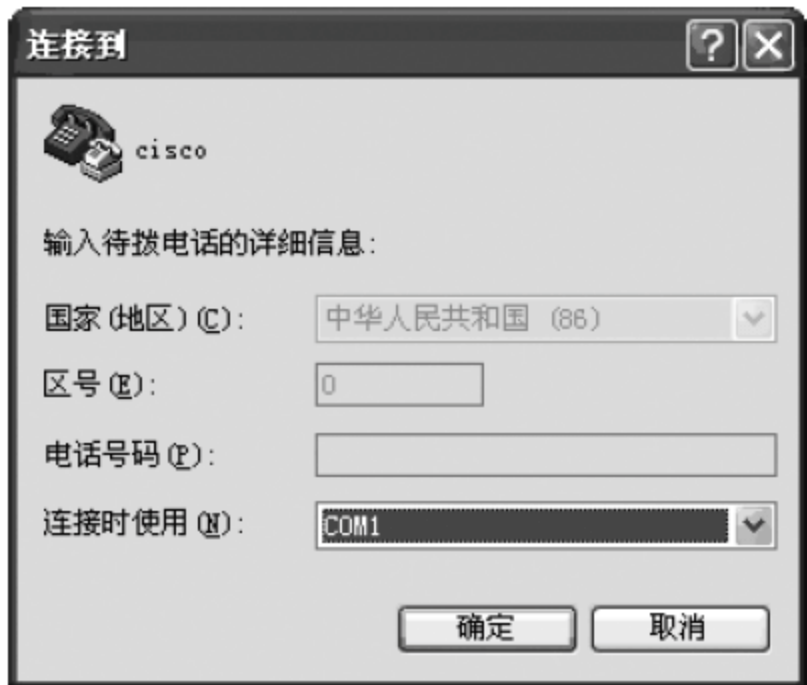 连接到
cisco
输入待拨电话的详细信息:
国家(地区)(C): 中华人民共和国 (86)
区号(E): 0
电话号码(P):
连接时使用(N): COM1
确定 取消